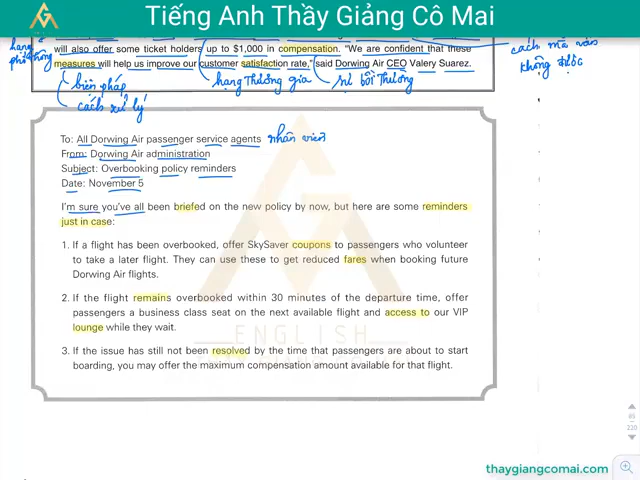 Tiếng Anh Thầy Giảng Cô Mai
will also offer some ticket holders up to $1,000 in compensation. "We are confident that these
measures will help us improve our customer satisfaction rate," said Dorwing Air CEO Valery Suarez.
hạng
phổ thông
không được
biện pháp
cách xử lý
hạng thương gia
sự bồi thường
To: All Dorwing Air passenger service agents nhân viên
From: Dorwing Air administration
Subject: Overbooking policy reminders
Date: November 5
I'm sure you've all been briefed on the new policy by now, but here are some reminders
just in case:
1. If a flight has been overbooked, offer SkySaver coupons to passengers who volunteer
to take a later flight. They can use these to get reduced fares when booking future
Dorwing Air flights.
2. If the flight remains overbooked within 30 minutes of the departure time, offer
passengers a business class seat on the next available flight and access to our VIP
lounge while they wait.
ENGLISH
3. If the issue has still not been resolved by the time that passengers are about to start
boarding, you may offer the maximum compensation amount available for that flight.
45
220
thaygiangcomai.com